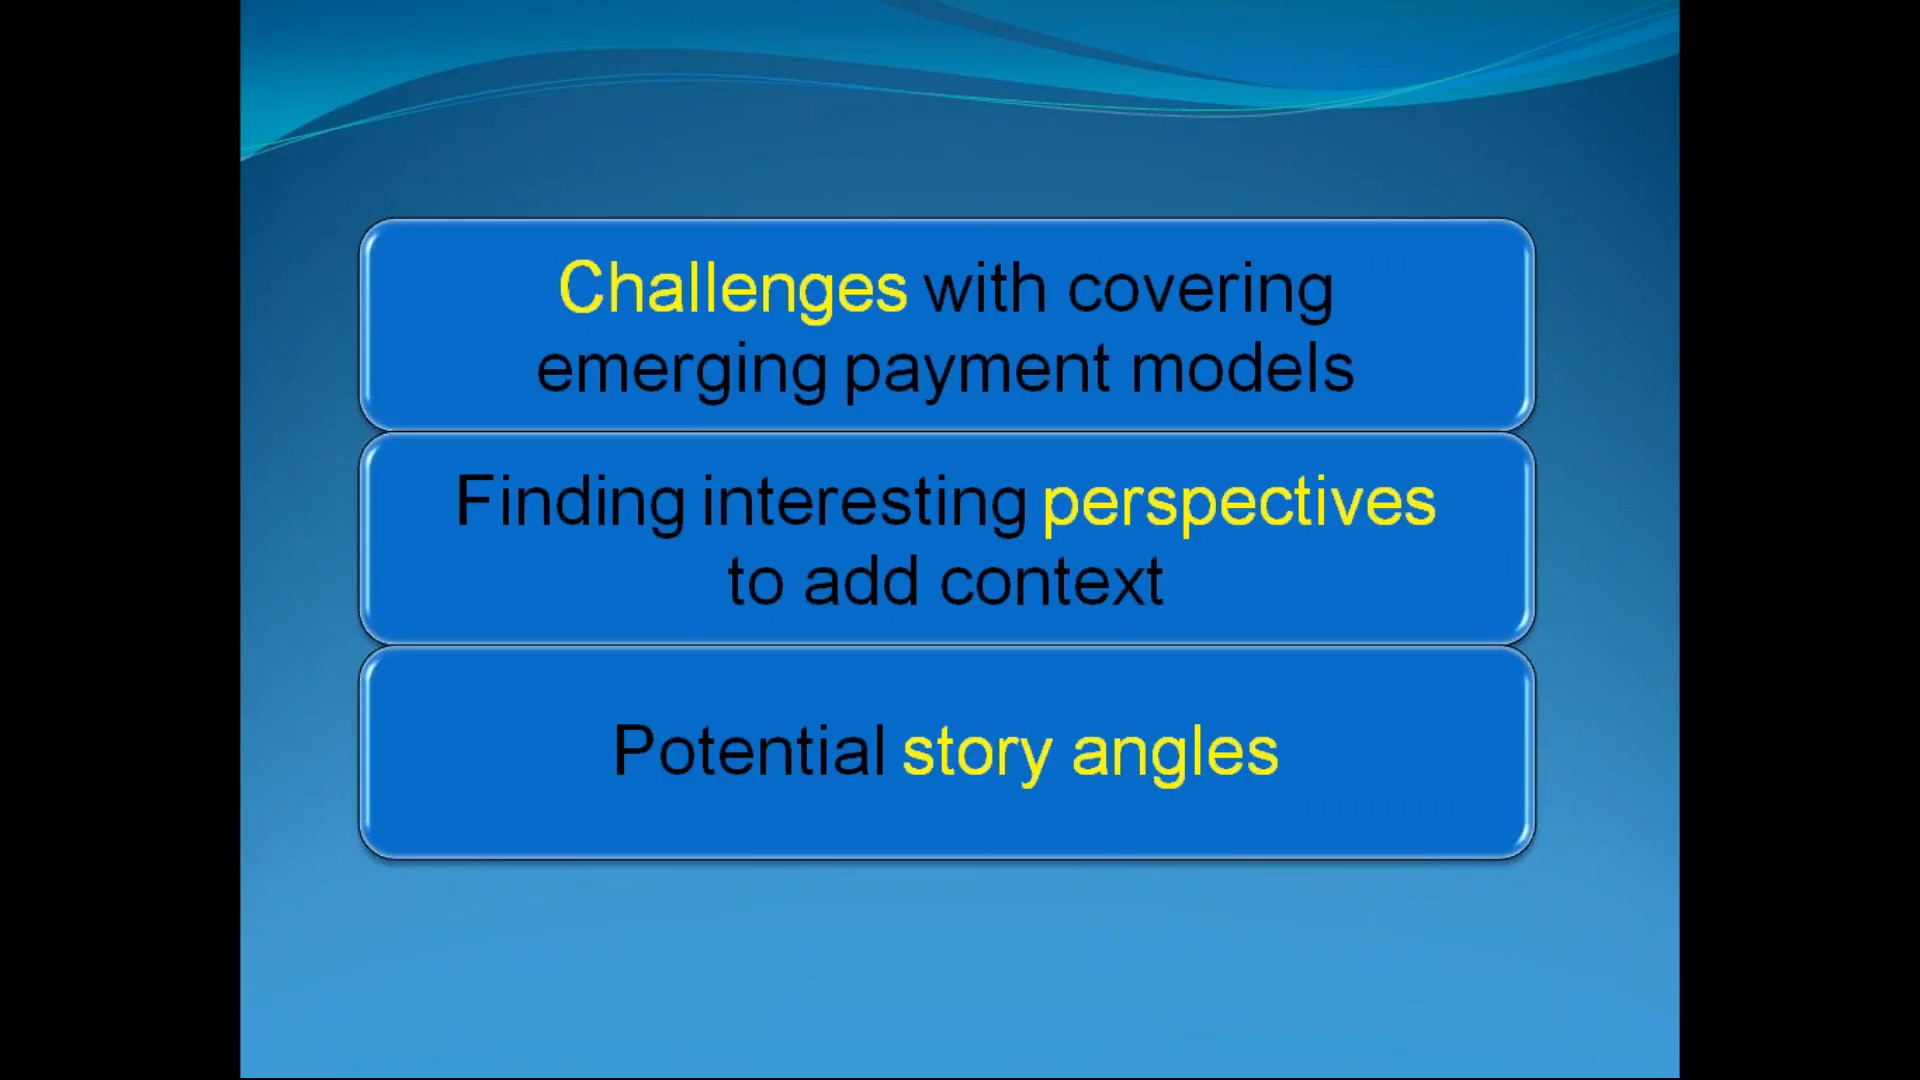 Challenges with covering
emerging payment models
Finding interesting perspectives
to add context
Potential story angles